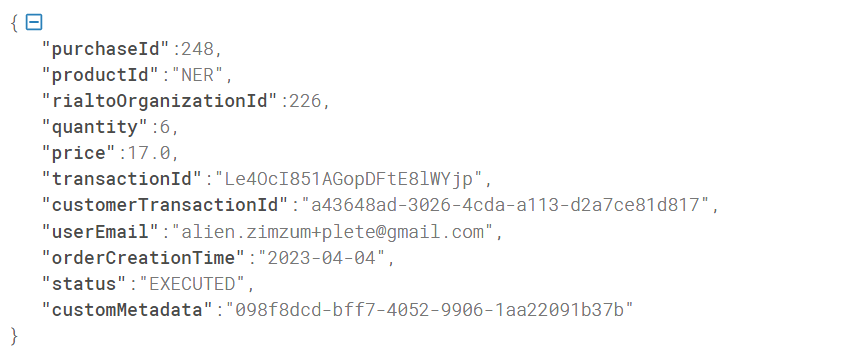 {
"purchaseId":248,
"productId":"NER",
"rialtoOrganizationId":226,
"quantity":6,
"price":17.0,
"transactionId":"Le4OcI851AGopDFtE8lWYjp",
"customerTransactionId":"a43648ad-3026-4cda-a113-d2a7ce81d817",
"userEmail":"alien.zimzum+plete@gmail.com",
"orderCreationTime":"2023-04-04",
"status":"EXECUTED",
"customMetadata":"098f8dcd-bff7-4052-9906-1aa22091b37b"
}